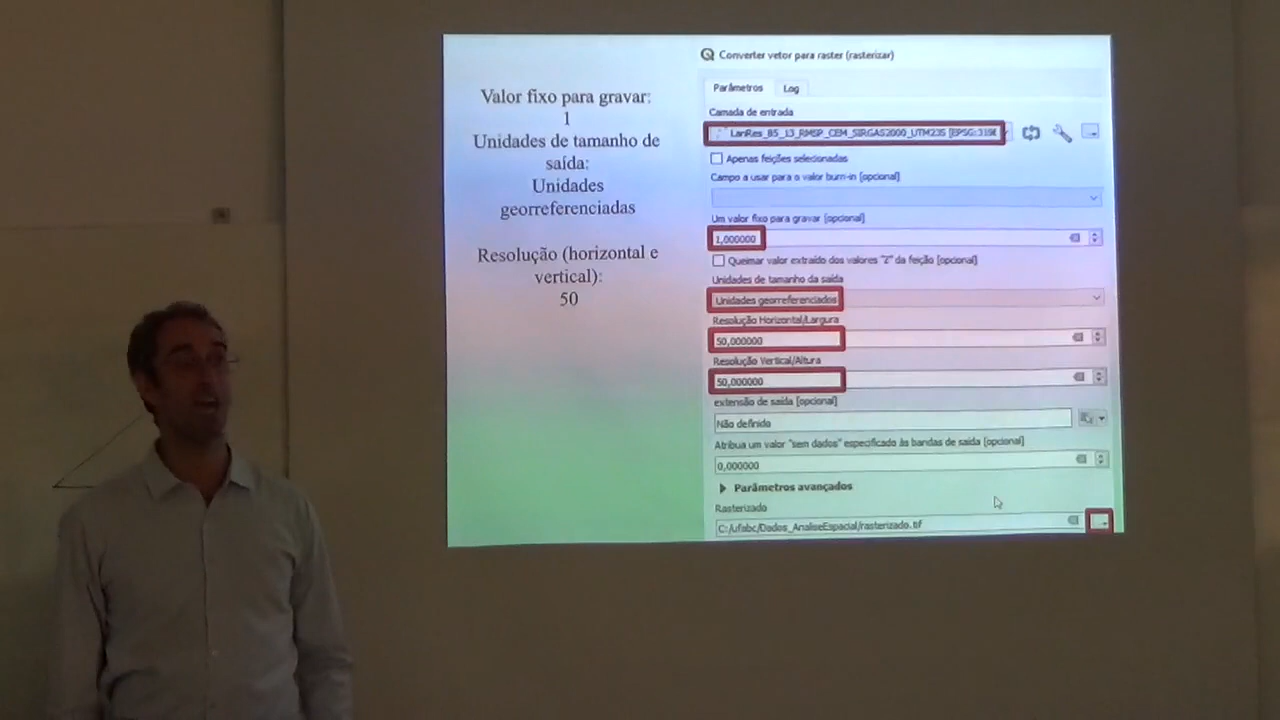 Valor fixo para gravar:
1
Unidades de tamanho de
saída:
Unidades
georreferenciadas
Resolução (horizontal e
vertical):
50
Converter vetor para raster (rasterizar)
Parâmetros Log
Camada de entrada
LanRes_85_13_RMSP_CEM_SIRGAS2000_UTM23S [EPSG:319
Apenas feições selecionadas
Campo a usar para o valor burn-in [opcional]
Um valor fixo para gravar [opcional]
1,000000
Queimar valor extraído dos valores "Z" da feição [opcional]
Unidades de tamanho da saída
Unidades georreferenciados
Resolução Horizontal/Largura
50,000000
Resolução Vertical/Altura
50,000000
extensão de saída [opcional]
Não definido
Atribua um valor "sem dados" especificado às bandas de saída [opcional]
0,000000
Parâmetros avançados
Rasterizado
C:/ufabc/Dados_AnaliseEspacial/rasterizado.tif